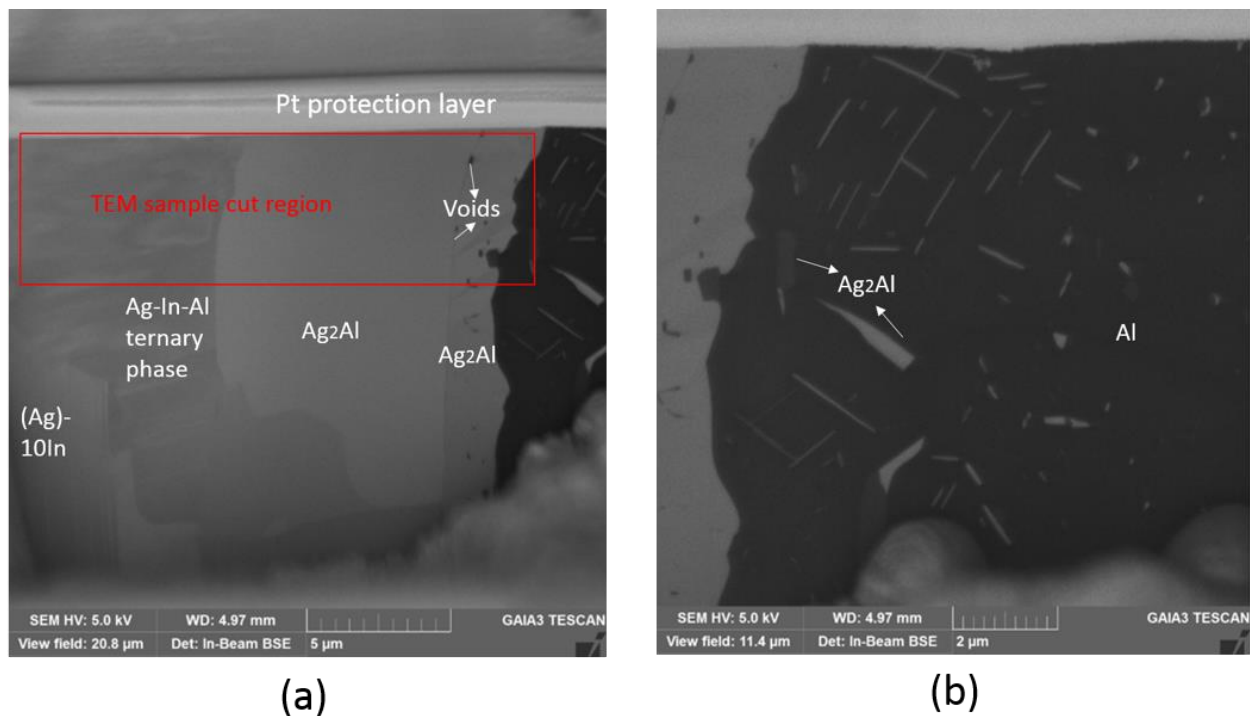 Pt protection layer
TEM sample cut region
Voids
Ag-In-Al
ternary
phase
Ag2Al
Ag2Al
(Ag)-
10In
SEM HV: 5.0 kV WD: 4.97 mm GAIA3 TESCAN
View field: 20.8 µm Det: In-Beam BSE 5 µm
(a)
Ag2Al
Al
SEM HV: 5.0 kV WD: 4.97 mm GAIA3 TESCAN
View field: 11.4 µm Det: In-Beam BSE 2 µm
(b)